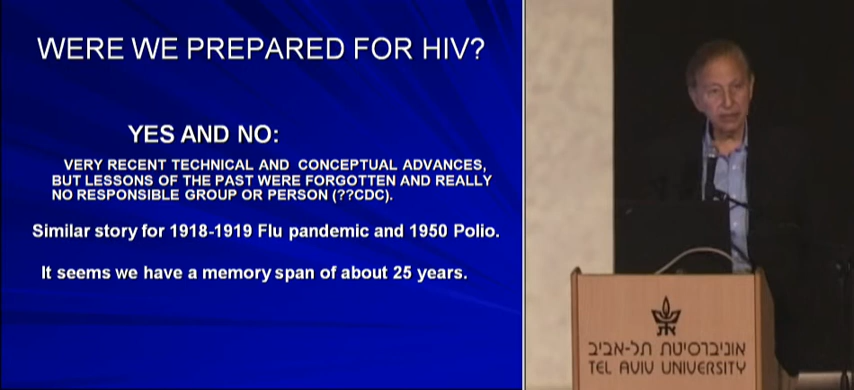 WERE WE PREPARED FOR HIV?
YES AND NO:
VERY RECENT TECHNICAL AND CONCEPTUAL ADVANCES,
BUT LESSONS OF THE PAST WERE FORGOTTEN AND REALLY
NO RESPONSIBLE GROUP OR PERSON (??CDC).
Similar story for 1918-1919 Flu pandemic and 1950 Polio.
It seems we have a memory span of about 25 years.
אוניברסיטת תל-אביב
TEL AVIV UNIVERSITY